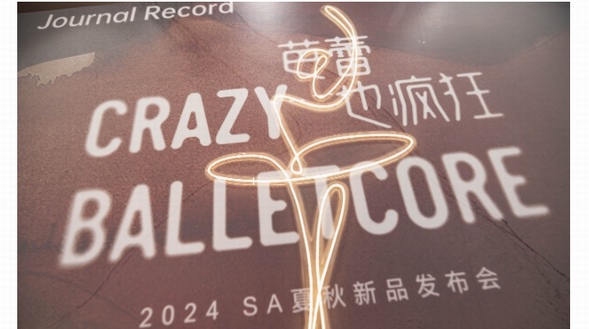 Journal Record
芭蕾
也疯狂
CRAZY
BALLETCORE
2024 SA夏秋新品发布会